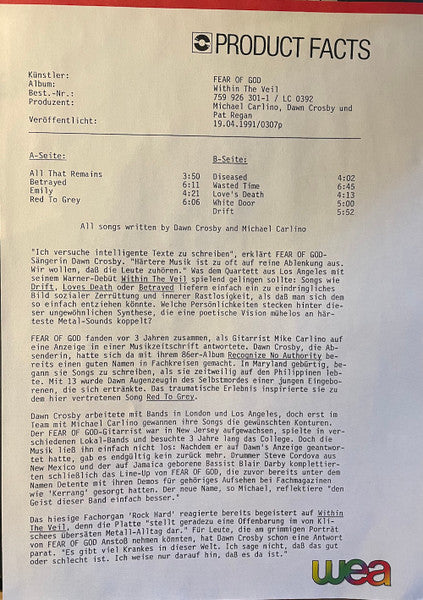 PRODUCT FACTS
Künstler: FEAR OF GOD
Album: Within The Veil
Best.-Nr.: 759 926 301-1 / LC 0392
Produzent: Michael Carlino, Dawn Crosby und
Pat Regan
Veröffentlicht: 19.04.1991/0307p
A-Seite:
All That Remains 3:50
Betrayed 6:11
Emily 4:21
Red To Grey 6:06
B-Seite:
Diseased 4:02
Wasted Time 6:45
Love's Death 4:13
White Door 5:00
Drift 5:52
All songs written by Dawn Crosby and Michael Carlino
"Ich versuche intelligente Texte zu schreiben", erklärt FEAR OF GOD-
Sängerin Dawn Crosby. "Härtere Musik ist zu oft reine Ablenkung aus.
Wir wollen, daß die Leute zuhören." Was dem Quartett aus Los Angeles mit
seinem Warner-Debüt Within The Veil spielend gelingen sollte: Songs wie
Drift, Loves Death oder Betrayed liefern einfach ein zu eindringliches
Bild sozialer Zerrüttung und innerer Rastlosigkeit, als daß man sich dem
so einfach entziehen könnte. Welche Persönlichkeiten stecken hinter die-
ser ungewöhnlichen Synthese, die eine poetische Vision mühelos an här-
teste Metal-Sounds koppelt?
FEAR OF GOD fanden vor 3 Jahren zusammen, als Gitarrist Mike Carlino auf
eine Anzeige in einer Musikzeitschrift antwortete. Dawn Crosby, die Ab-
senderin, hatte sich da mit ihrem 86er-Album Recognize No Authority be-
reits einen guten Namen in Fachkreisen gemacht. In Maryland gebürtig, be-
gann sie Songs zu schreiben, als sie zeitweilig auf den Philippinen leb-
te. Mit 13 wurde Dawn Augenzeugin des Selbstmordes einer jungen Eingebo-
renen, die sich ertränkte. Das traumatische Erlebnis inspirierte sie zu
dem hier vertretenen Song Red To Grey.
Dawn Crosby arbeitete mit Bands in London und Los Angeles, doch erst im
Team mit Michael Carlino gewannen ihre Songs die gewünschten Konturen.
Der FEAR OF GOD-Gitarrist war in New Jersey aufgewachsen, spielte in ver-
schiedenen Lokal-Bands und besuchte 3 Jahre lang das College. Doch die
Musik ließ ihn einfach nicht los: Nachdem er auf Dawn's Anzeige geantwor-
tet hatte, gab es endgültig kein zurück mehr. Drummer Steve Cordova aus
New Mexico und der auf Jamaica geborene Bassist Blair Darby komplettier-
ten schließlich das Line-Up von FEAR OF GOD, die zuvor bereits unter dem
Namen Detente mit ihren Demos für gehöriges Aufsehen bei Fachmagazinen
wie 'Kerrang' gesorgt hatten. Der neue Name, so Michael, reflektiere "den
Geist dieser Band einfach besser."
Das hiesige Fachorgan 'Rock Hard' reagierte bereits begeistert auf Within
The Veil, denn die Platte "stellt geradezu eine Offenbarung im von Kli-
schees übersäten Metall-Alltag dar." Für Leute, die am grimmigen Porträt
von FEAR OF GOD Anstoß nehmen könnten, hat Dawn Crosby schon eine Antwort
parat. "Es gibt viel Krankes in dieser Welt. Ich sage nicht, daß das gut
oder schlecht ist. Ich weise nur darauf hin, daß es da ist."
wea